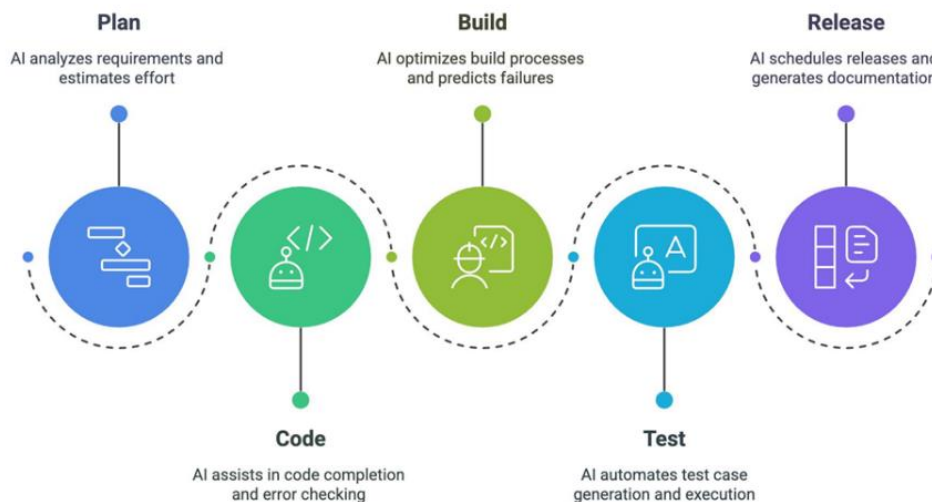 Plan
AI analyzes requirements and
estimates effort
Build
AI optimizes build processes
and predicts failures
Release
AI schedules releases and
generates documentation
</>
</>
A
Code
AI assists in code completion
and error checking
Test
AI automates test case
generation and execution